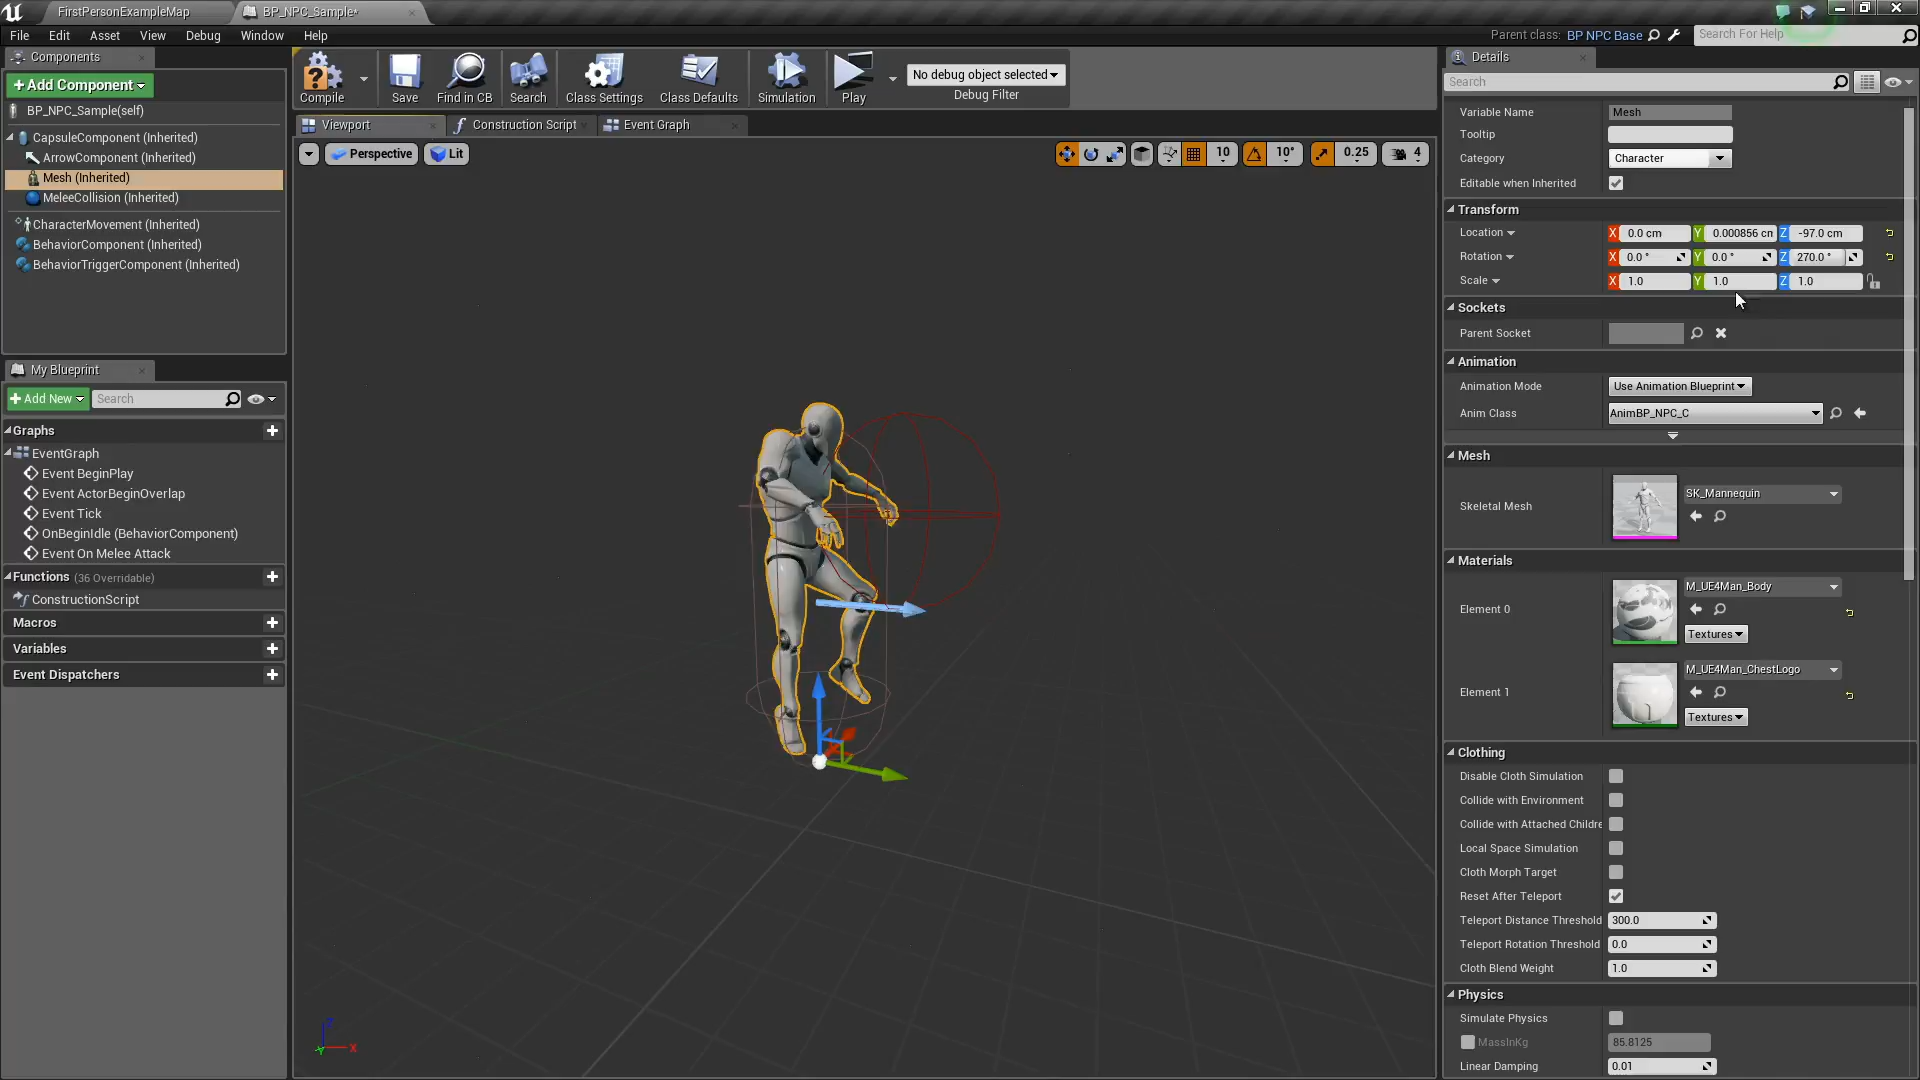 FirstPersonExampleMap
BP_NPC_Sample*
File Edit Asset View Debug Window Help
Parent class: BP NPC Base
Search For Help
Components
+Add Component
BP_NPC_Sample(self)
CapsuleComponent (Inherited)
ArrowComponent (Inherited)
Mesh (Inherited)
MeleeCollision (Inherited)
CharacterMovement (Inherited)
BehaviorComponent (Inherited)
BehaviorTriggerComponent (Inherited)
My Blueprint
+Add New
Search
Graphs
EventGraph
Event BeginPlay
Event ActorBeginOverlap
Event Tick
OnBeginIdle (BehaviorComponent)
Event On Melee Attack
Functions (36 Overridable)
ConstructionScript
Macros
Variables
Event Dispatchers
Compile Save Find in CB Search Class Settings Class Defaults Simulation Play
No debug object selected
Debug Filter
Viewport Construction Script Event Graph
Perspective Lit
10 10° 0.25 4
Z
X
Y
Details
Search
Variable Name Mesh
Tooltip
Category Character
Editable when Inherited
Transform
Location X 0.0 cm Y 0.000856 cm Z -97.0 cm
Rotation X 0.0 ° Y 0.0 ° Z 270.0 °
Scale X 1.0 Y 1.0 Z 1.0
Sockets
Parent Socket
Animation
Animation Mode Use Animation Blueprint
Anim Class AnimBP_NPC_C
Mesh
Skeletal Mesh SK_Mannequin
Materials
Element 0 M_UE4Man_Body
Textures
Element 1 M_UE4Man_ChestLogo
Textures
Clothing
Disable Cloth Simulation
Collide with Environment
Collide with Attached Childre
Local Space Simulation
Cloth Morph Target
Reset After Teleport
Teleport Distance Threshold 300.0
Teleport Rotation Threshold 0.0
Cloth Blend Weight 1.0
Physics
Simulate Physics
MassInKg 85.8125
Linear Damping 0.01